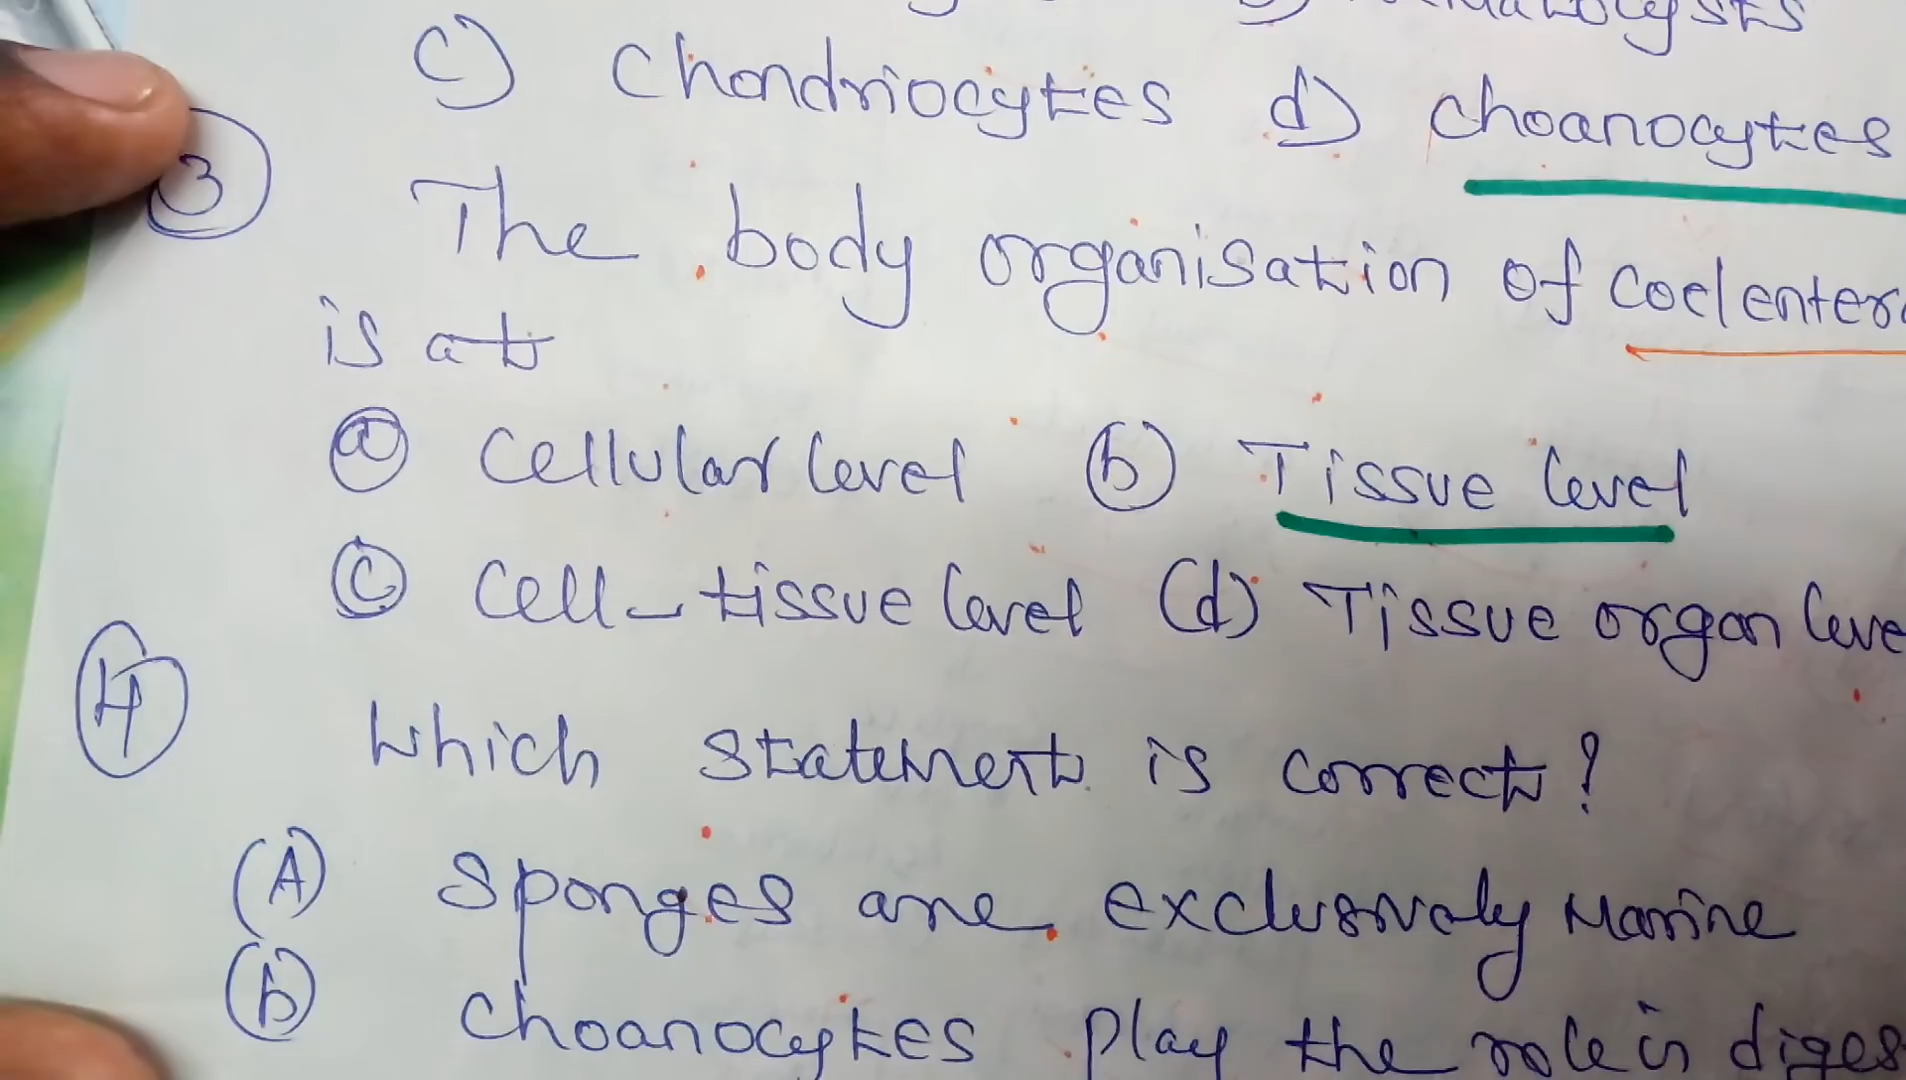 c) Chondriocytes d) choanocytes
③ The body organisation of coelenter
is at
ⓐ Cellular level ⓑ Tissue level
ⓒ Cell-tissue level (d) Tissue organ leve
④ Which statement is correct?
(A) Sponges are exclusively Marine
(b) Choanocytes play the role in diges